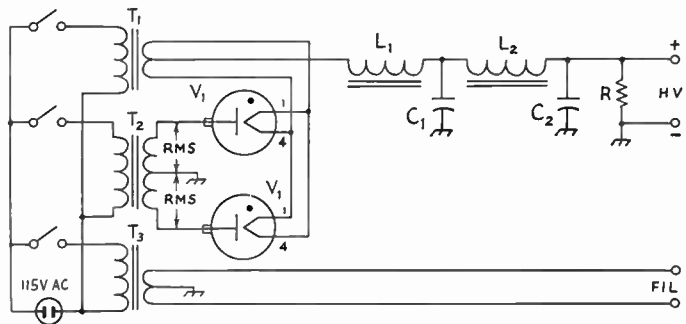 T1
L1
L2
+
V1
1
4
C1
C2
R
HV
-
T2
RMS
RMS
V1
1
4
T3
115V AC
FIL